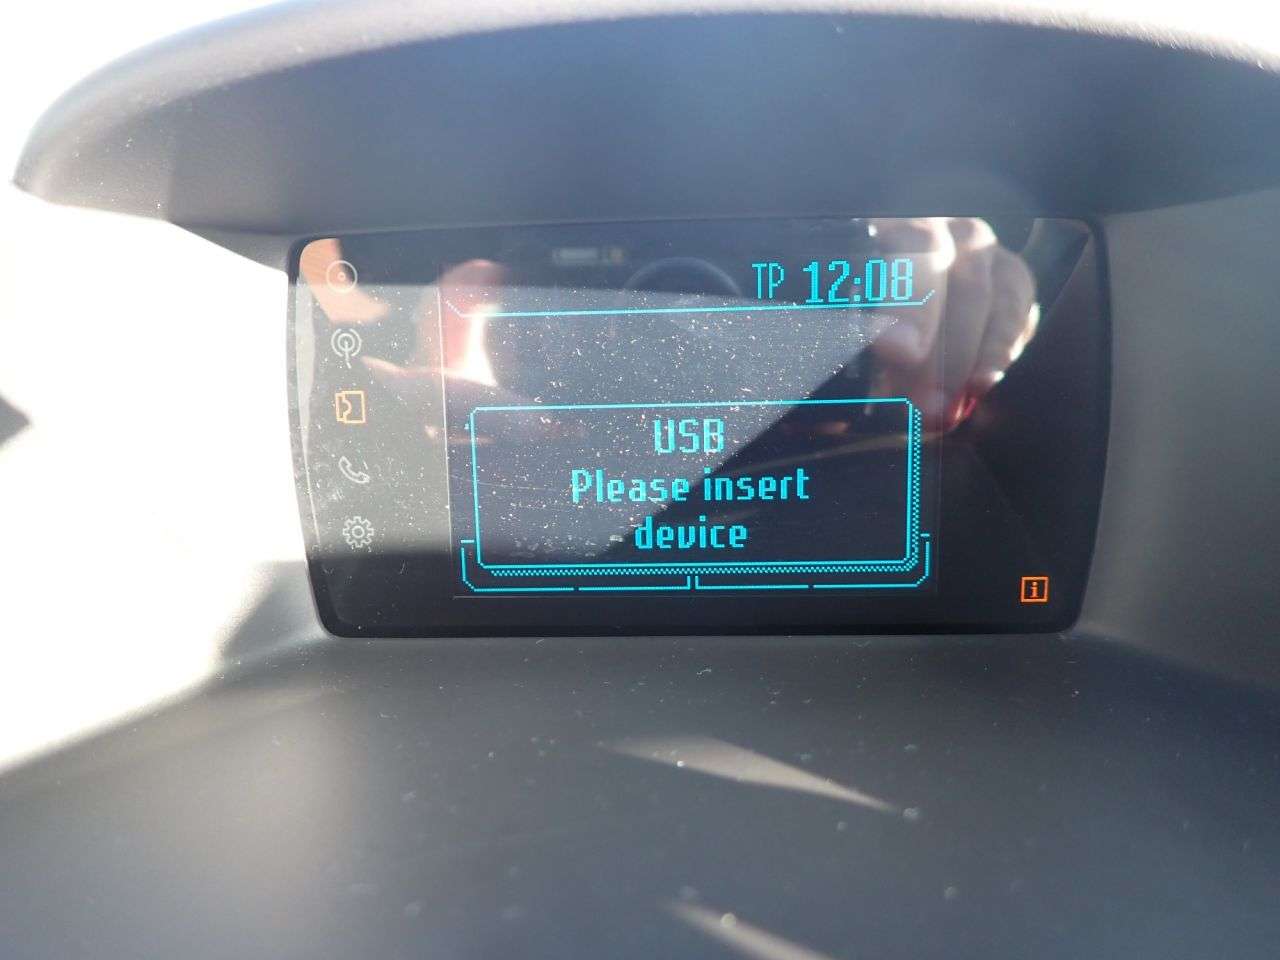 TP 12:08
USB
Please insert
device
i